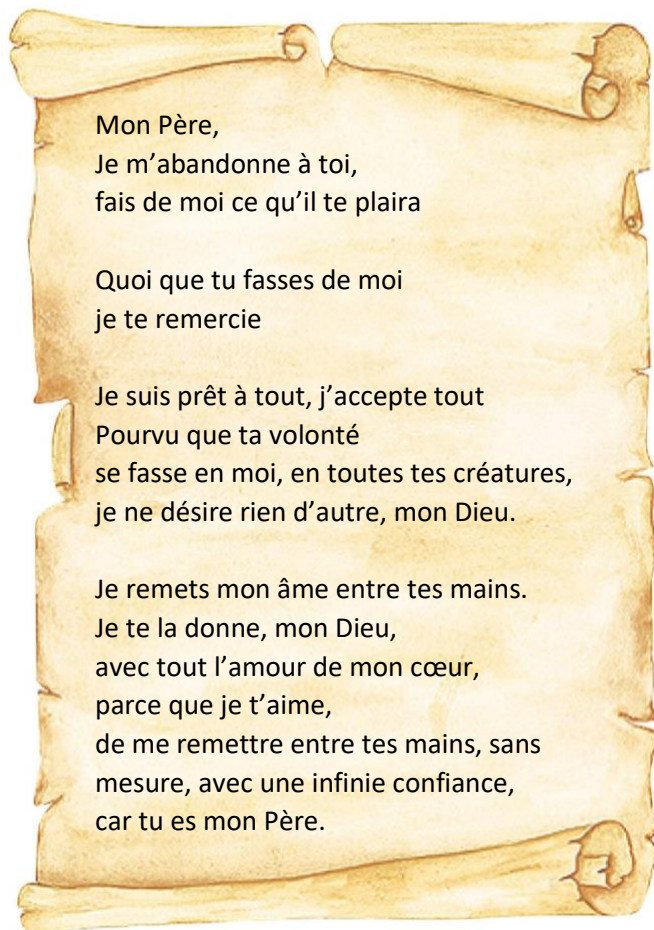 Mon Père,
Je m’abandonne à toi,
fais de moi ce qu’il te plaira
Quoi que tu fasses de moi
je te remercie
Je suis prêt à tout, j’accepte tout
Pourvu que ta volonté
se fasse en moi, en toutes tes créatures,
je ne désire rien d’autre, mon Dieu.
Je remets mon âme entre tes mains.
Je te la donne, mon Dieu,
avec tout l’amour de mon cœur,
parce que je t’aime,
de me remettre entre tes mains, sans
mesure, avec une infinie confiance,
car tu es mon Père.